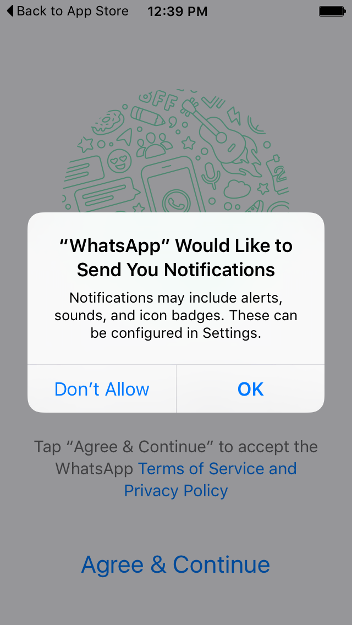 Back to App Store 12:39 PM
OFF
“WhatsApp” Would Like to
Send You Notifications
Notifications may include alerts,
sounds, and icon badges. These can
be configured in Settings.
Don’t Allow OK
Tap “Agree & Continue” to accept the
WhatsApp Terms of Service and
Privacy Policy
Agree & Continue